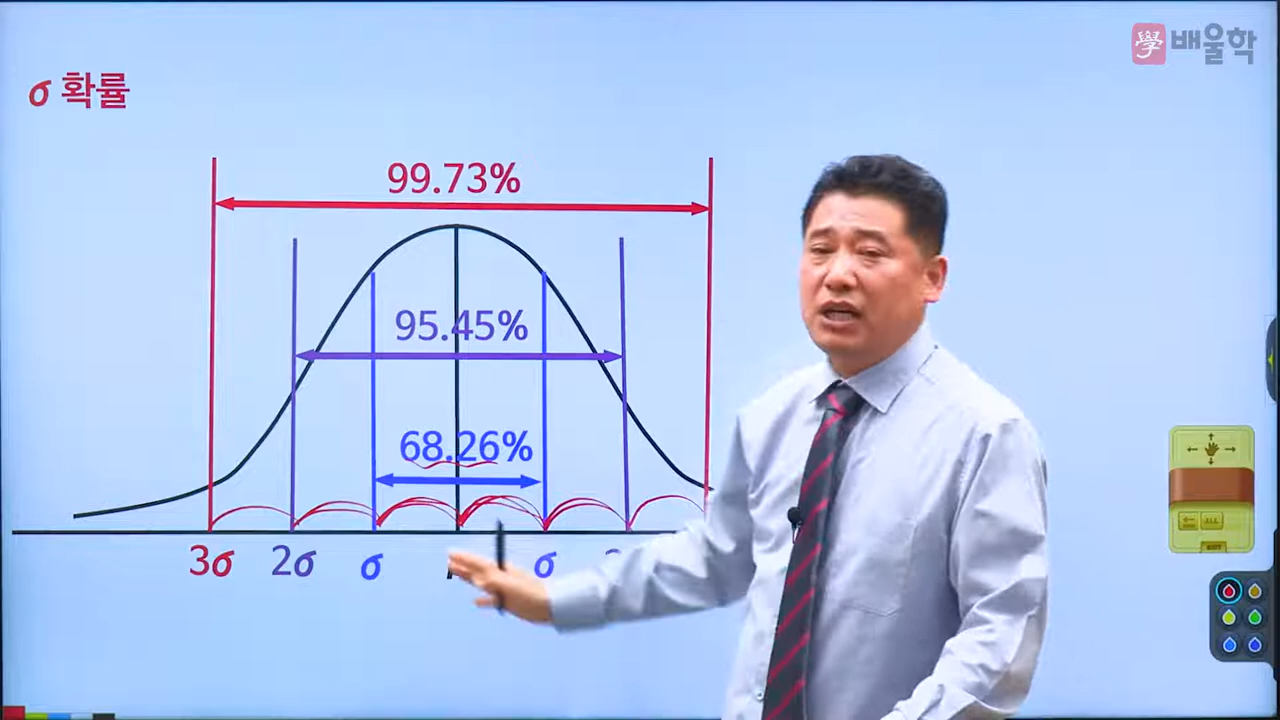 學 배울학
σ 확률
99.73%
95.45%
68.26%
3σ 2σ σ σ